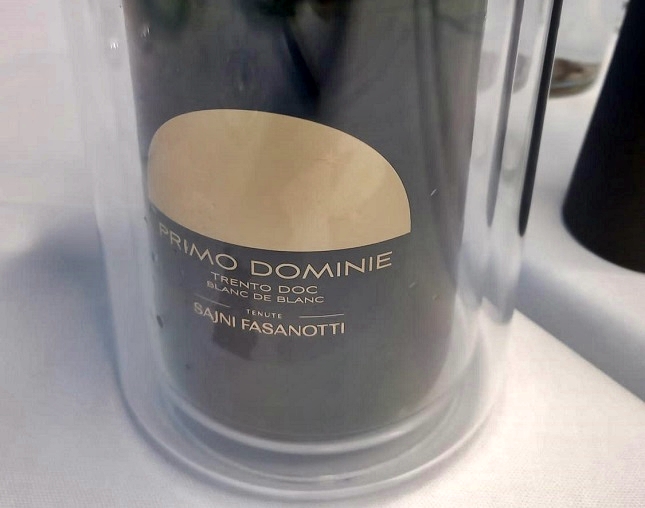 PRIMO DOMINIE
TRENTO DOC
BLANC DE BLANC
TENUTE
SAJNI FASANOTTI